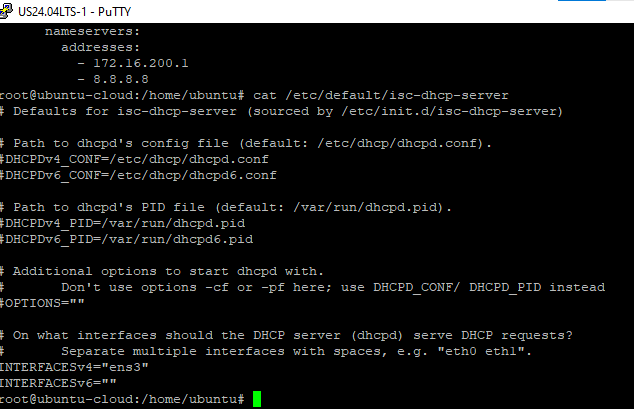 US24.04LTS-1 - PuTTY
nameservers:
addresses:
- 172.16.200.1
- 8.8.8.8
root@ubuntu-cloud:/home/ubuntu# cat /etc/default/isc-dhcp-server
# Defaults for isc-dhcp-server (sourced by /etc/init.d/isc-dhcp-server)
# Path to dhcpd's config file (default: /etc/dhcp/dhcpd.conf).
#DHCPDv4_CONF=/etc/dhcp/dhcpd.conf
#DHCPDv6_CONF=/etc/dhcp/dhcpd6.conf
# Path to dhcpd's PID file (default: /var/run/dhcpd.pid).
#DHCPDv4_PID=/var/run/dhcpd.pid
#DHCPDv6_PID=/var/run/dhcpd6.pid
# Additional options to start dhcpd with.
#       Don't use options -cf or -pf here; use DHCPD_CONF/ DHCPD_PID instead
#OPTIONS=""
# On what interfaces should the DHCP server (dhcpd) serve DHCP requests?
#       Separate multiple interfaces with spaces, e.g. "eth0 eth1".
INTERFACESv4="ens3"
INTERFACESv6=""
root@ubuntu-cloud:/home/ubuntu#